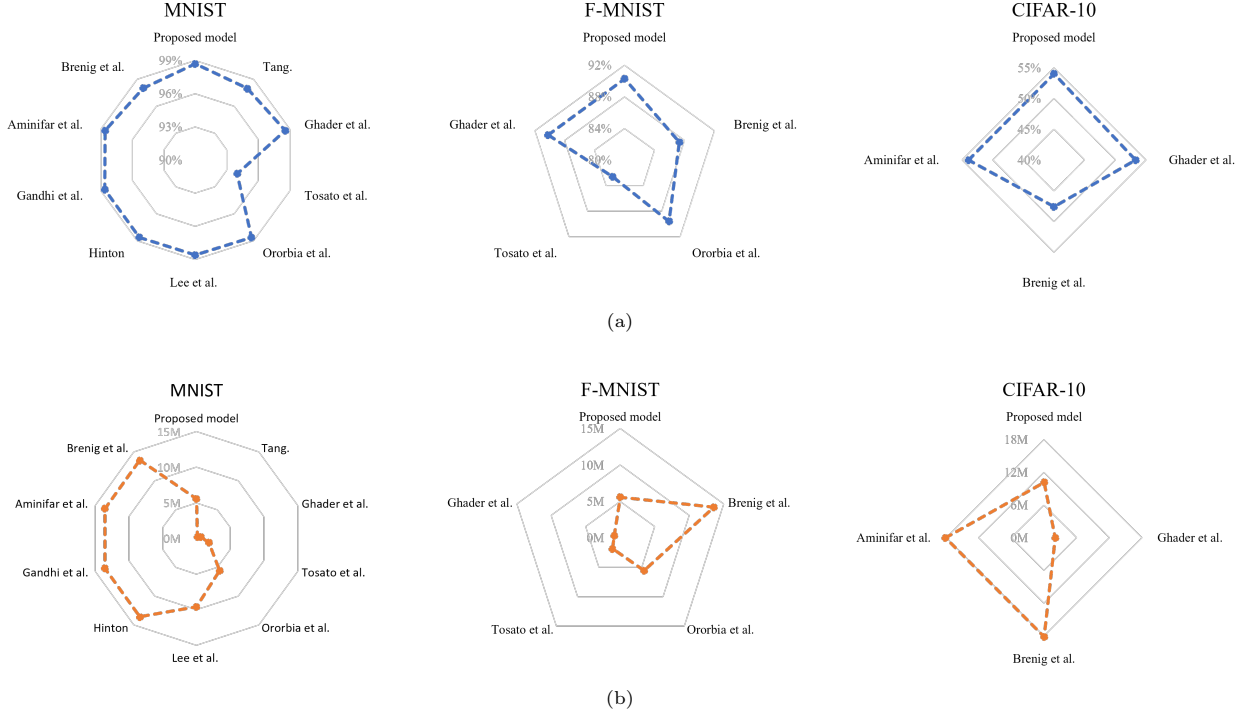 MNIST
Proposed model
99%
96%
93%
90%
Brenig et al.
Tang.
Aminifar et al.
Ghader et al.
Gandhi et al.
Tosato et al.
Hinton
Ororbia et al.
Lee et al.
F-MNIST
Proposed model
92%
88%
84%
80%
Ghader et al.
Brenig et al.
Tosato et al.
Ororbia et al.
CIFAR-10
Proposed model
55%
50%
45%
40%
Aminifar et al.
Ghader et al.
Brenig et al.
(a)
MNIST
Proposed model
15M
10M
5M
0M
Brenig et al.
Tang.
Aminifar et al.
Ghader et al.
Gandhi et al.
Tosato et al.
Hinton
Ororbia et al.
Lee et al.
F-MNIST
Proposed model
15M
10M
5M
0M
Ghader et al.
Brenig et al.
Tosato et al.
Ororbia et al.
CIFAR-10
Proposed mdel
18M
12M
6M
0M
Aminifar et al.
Ghader et al.
Brenig et al.
(b)